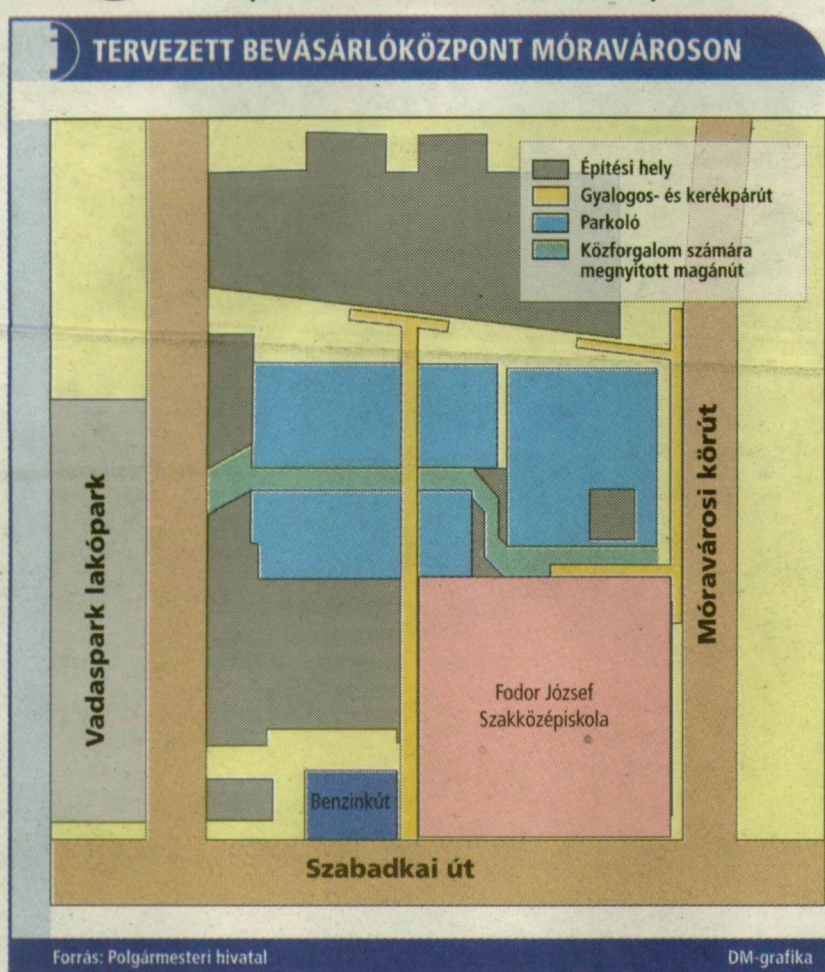 TERVEZETT BEVÁSÁRLÓKÖZPONT MÓRAVÁROSON
Építési hely
Gyalogos- és kerékpárút
Parkoló
Közforgalom számára
megnyitott magánút
Vadaspark lakópark
Móravárosi körút
Fodor József
Szakközépiskola
Benzinkút
Szabadkai út
Forrás: Polgármesteri hivatal
DM-grafika